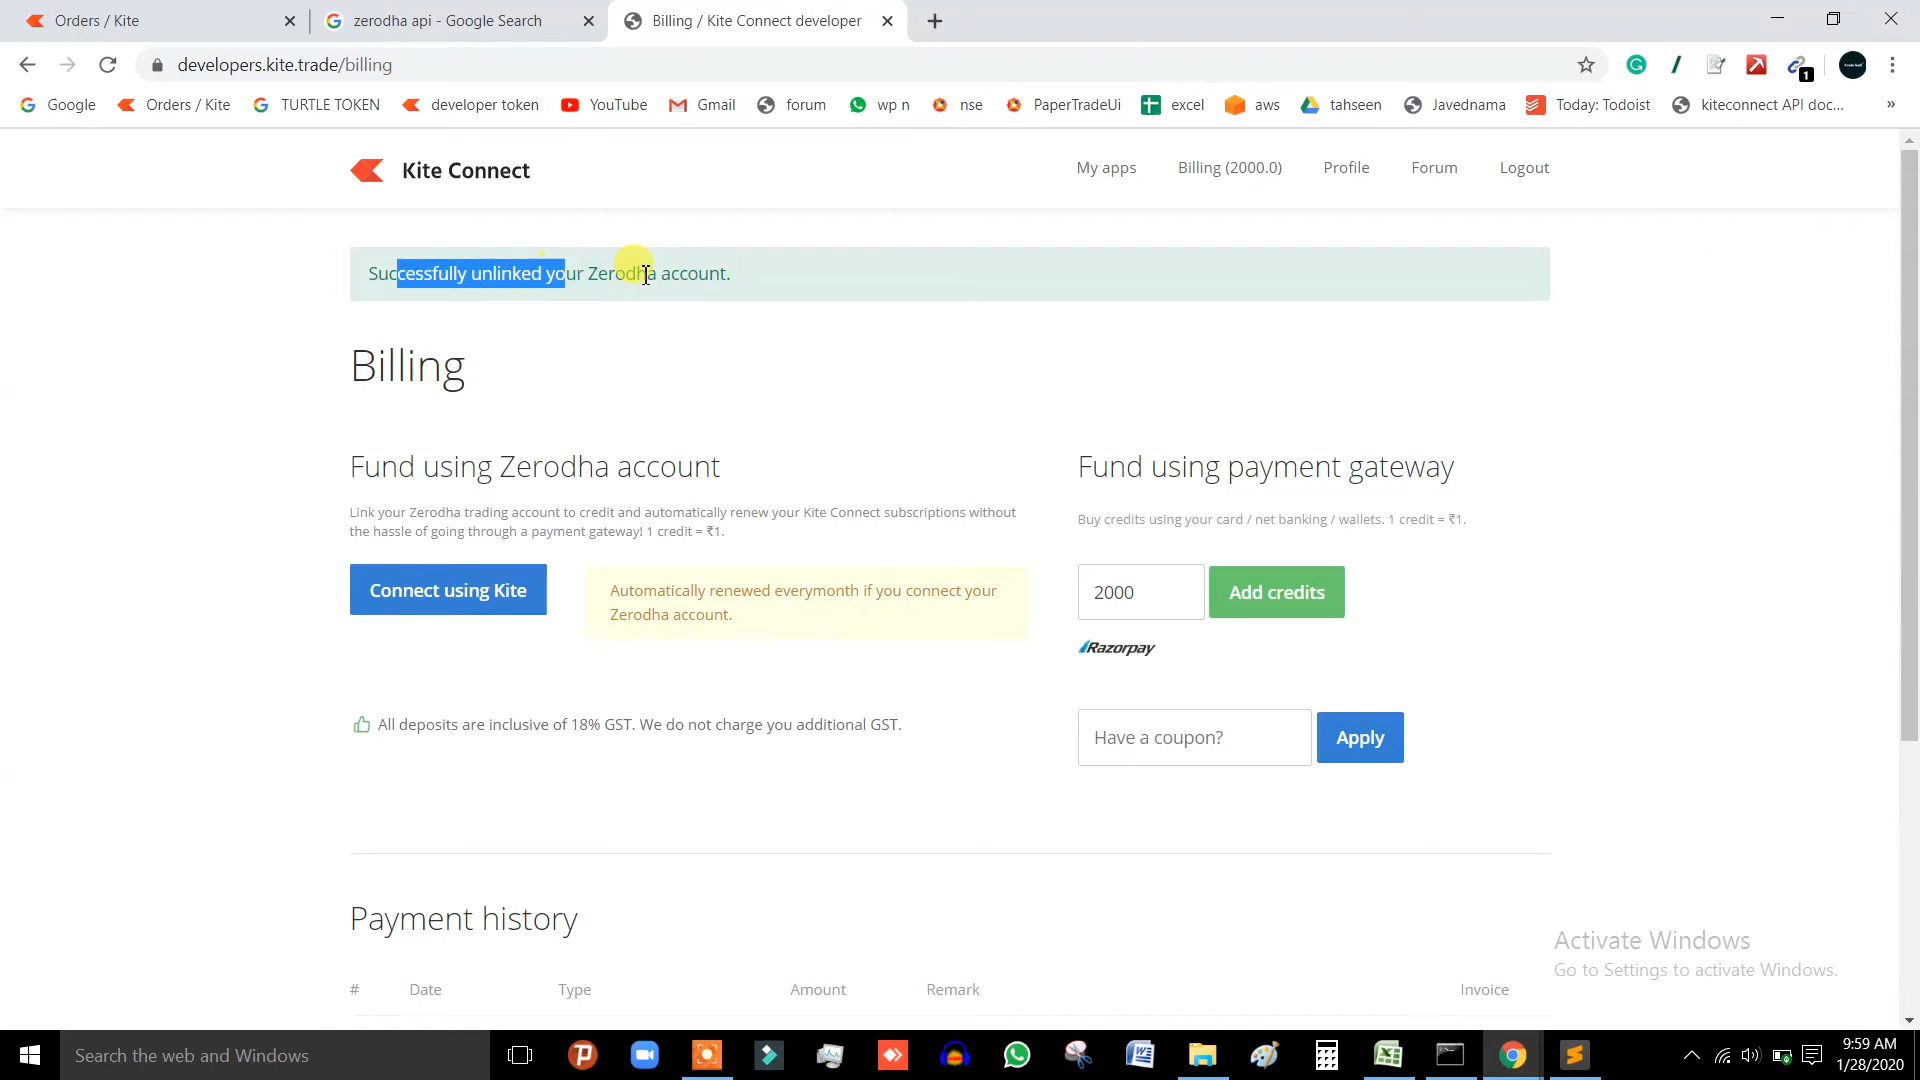 Orders / Kite
zerodha api - Google Search
Billing / Kite Connect developer
developers.kite.trade/billing
1
Google
Orders / Kite
TURTLE TOKEN
developer token
YouTube
Gmail
forum
wp n
nse
PaperTradeUi
excel
aws
tahseen
Javednama
Today: Todoist
kiteconnect API doc...
»
Kite Connect
My apps
Billing (2000.0)
Profile
Forum
Logout
Successfully unlinked your Zerodha account.
Billing
Fund using Zerodha account
Link your Zerodha trading account to credit and automatically renew your Kite Connect subscriptions without
the hassle of going through a payment gateway! 1 credit = ₹1.
Connect using Kite
Automatically renewed everymonth if you connect your
Zerodha account.
All deposits are inclusive of 18% GST. We do not charge you additional GST.
Fund using payment gateway
Buy credits using your card / net banking / wallets. 1 credit = ₹1.
2000
Add credits
Razorpay
Have a coupon?
Apply
Payment history
# Date Type Amount Remark Invoice
Activate Windows
Go to Settings to activate Windows.
Search the web and Windows
9:59 AM
1/28/2020